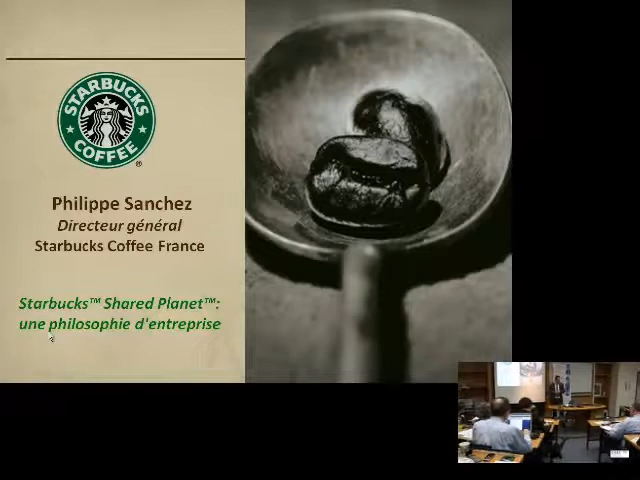 STARBUCKS
COFFEE
®
Philippe Sanchez
Directeur général
Starbucks Coffee France
Starbucks™ Shared Planet™:
une philosophie d'entreprise